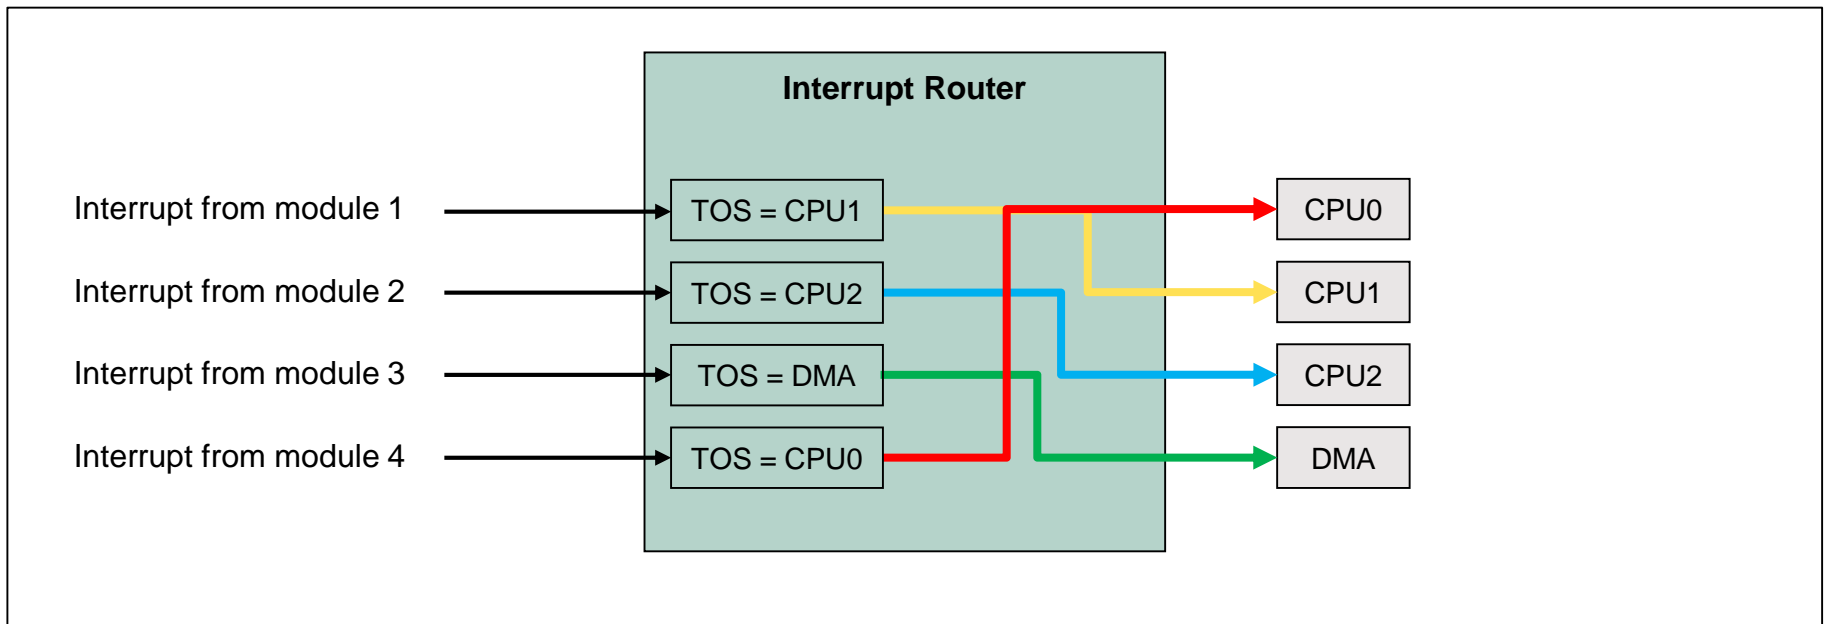 Interrupt Router
Interrupt from module 1
TOS = CPU1
CPU0
Interrupt from module 2
TOS = CPU2
CPU1
Interrupt from module 3
TOS = DMA
CPU2
Interrupt from module 4
TOS = CPU0
DMA